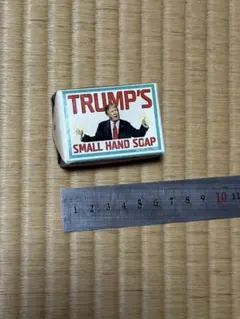 TRUMP'S
SMALL HAND SOAP
1 2 3 4 5 6 7 8 9 10 11